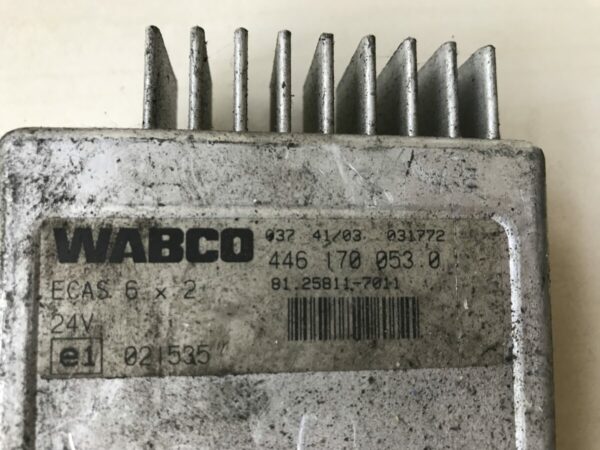 WABCO 037 41/03 031772
446 170 053 0
ECAS 6 x 2 81.25811-7011
24V
e1 021535